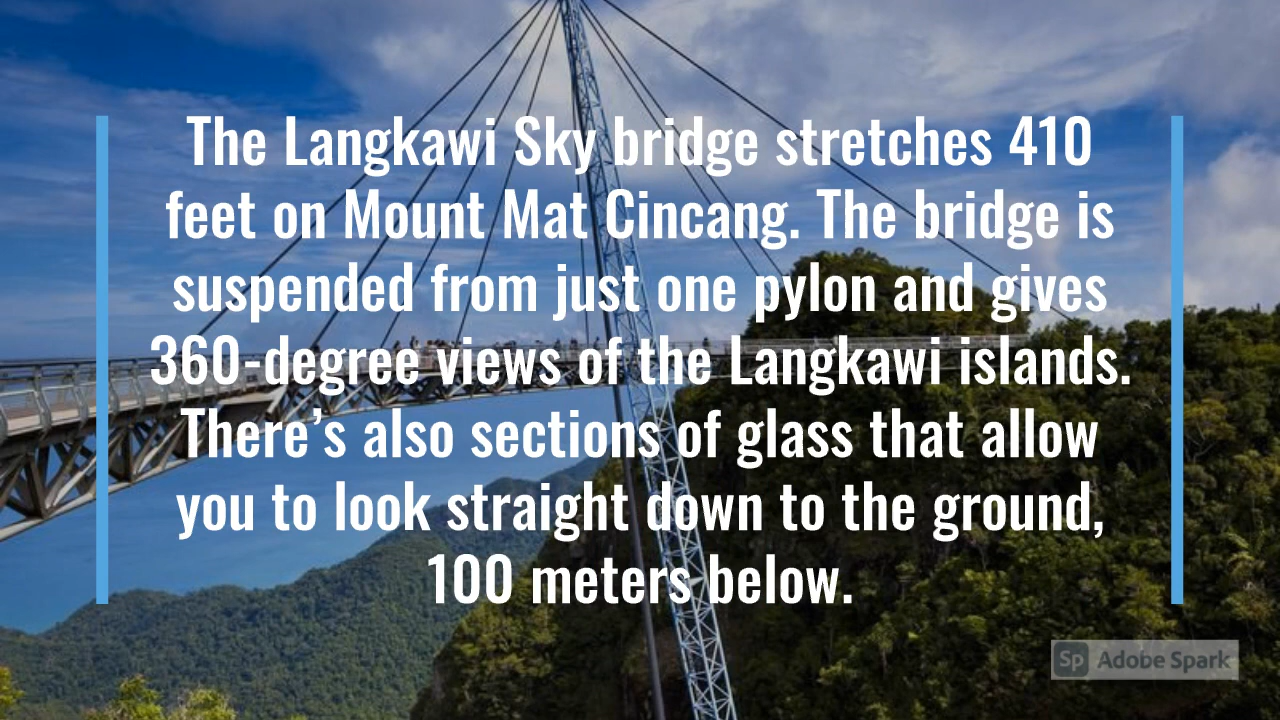 The Langkawi Sky bridge stretches 410
feet on Mount Mat Cincang. The bridge is
suspended from just one pylon and gives
360-degree views of the Langkawi islands.
There’s also sections of glass that allow
you to look straight down to the ground,
100 meters below.
Sp Adobe Spark